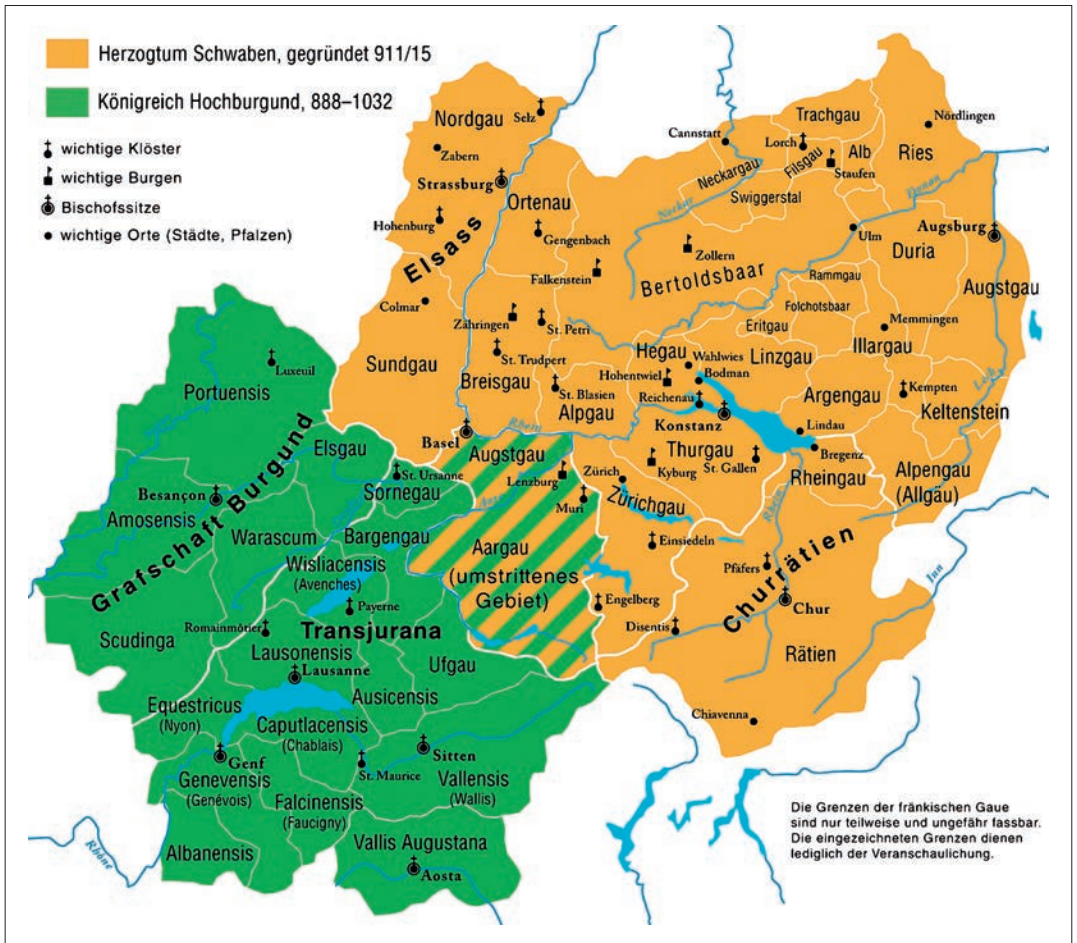 Herzogtum Schwaben, gegründet 911/15
Königreich Hochburgund, 888–1032
wichtige Klöster
wichtige Burgen
Bischofssitze
wichtige Orte (Städte, Pfalzen)
Nordgau
Selz
Zabern
Strassburg
Ortenau
Hohenburg
Elsass
Gengenbach
Falkenstein
Colmar
Zähringen
St. Petri
Sundgau
St. Trudpert
Breisgau
St. Blasien
Alpgau
Basel
Rhein
Cannstatt
Trachgau
Nördlingen
Lorch
Filsgau
Alb
Ries
Staufen
Neckargau
Swiggerstal
Neckar
Donau
Zollern
Ulm
Augsburg
Duria
Bertoldsbaar
Rammgau
Augstgau
Folchotsbaar
Memmingen
Eritgau
Illargau
Hegau
Wahlwies
Linzgau
Bodman
Hohentwiel
Reichenau
Argengau
Kempten
Lech
Keltenstein
Konstanz
Lindau
Thurgau
Bregenz
Kyburg
St. Gallen
Rheingau
Alpengau
(Allgäu)
Zürich
Zürichgau
Rhein
Einsiedeln
Pfäfers
Churrätien
Inn
Chur
Engelberg
Disentis
Rätien
Chiavenna
Augstgau
Lenzburg
Muri
Aare
Aargau
(umstrittenes
Gebiet)
Luxeuil
Portuensis
Elsgau
St. Ursanne
Sornegau
Besançon
Amosensis
Grafschaft Burgund
Warascum
Bargengau
Wisliacensis
(Avenches)
Payerne
Scudinga
Romainmôtier
Transjurana
Lausonensis
Ufgau
Lausanne
Equestricus
(Nyon)
Ausicensis
Caputlacensis
(Chablais)
Genf
Sitten
Genevensis
(Genévois)
St. Maurice
Vallensis
(Wallis)
Falcinensis
(Faucigny)
Rhône
Albanensis
Vallis Augustana
Aosta
Die Grenzen der fränkischen Gaue
sind nur teilweise und ungefähr fassbar.
Die eingezeichneten Grenzen dienen
lediglich der Veranschaulichung.